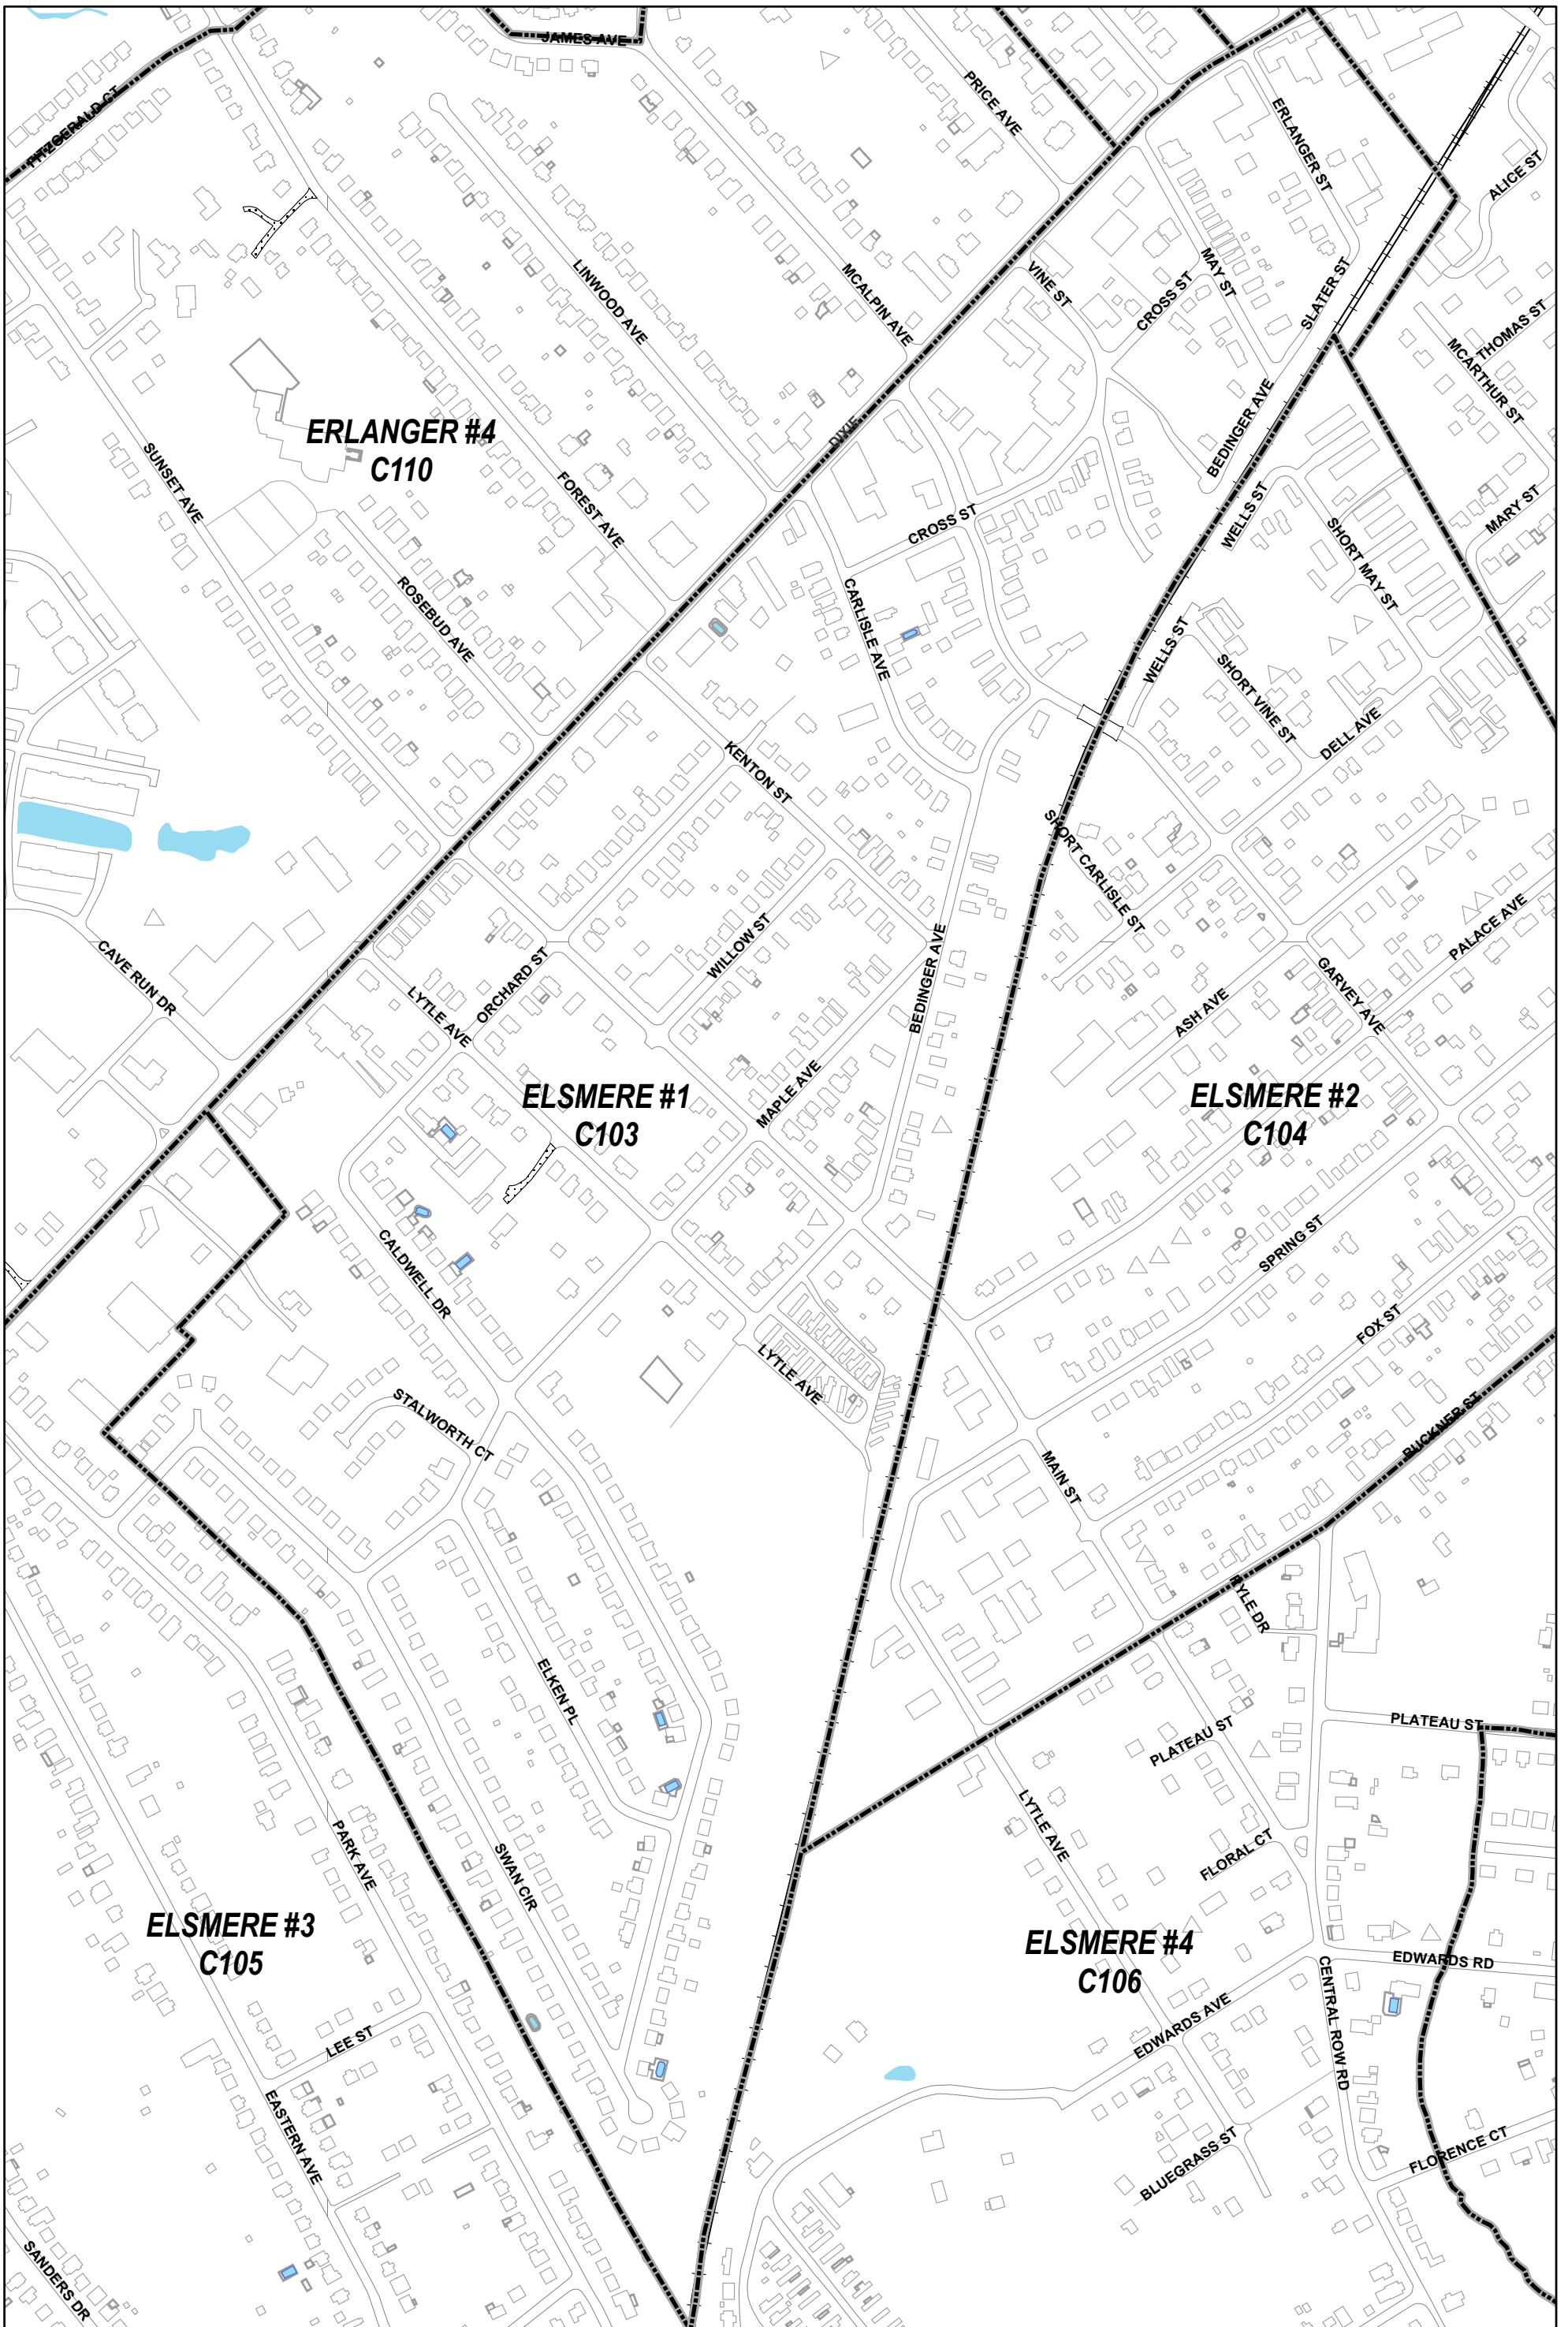 JAMES AVE
FITZGERALD CT
PRICE AVE
ERLANGER ST
ALICE ST
LINWOOD AVE
MCALPIN AVE
VINE ST
CROSS ST
MAY ST
SLATER ST
THOMAS ST
MCARTHUR ST
BEDINGER AVE
DIXIE
ERLANGER #4
C110
SUNSET AVE
FOREST AVE
CROSS ST
WELLS ST
SHORT MAY ST
MARY ST
ROSEBUD AVE
CARLISLE AVE
WELLS ST
SHORT VINE ST
DELL AVE
KENTON ST
SHORT CARLISLE ST
PALACE AVE
CAVE RUN DR
LYTLE AVE
ORCHARD ST
WILLOW ST
BEDINGER AVE
ASH AVE
GARVEY AVE
ELSMERE #1
C103
MAPLE AVE
ELSMERE #2
C104
CALDWELL DR
SPRING ST
FOX ST
LYTLE AVE
STALWORTH CT
BUCKNER ST
MAIN ST
RYLE DR
ELKEN PL
PLATEAU ST
PLATEAU ST
LYTLE AVE
PARK AVE
SWAN CIR
FLORAL CT
ELSMERE #3
C105
ELSMERE #4
C106
EDWARDS RD
CENTRAL ROW RD
EDWARDS AVE
LEE ST
EASTERN AVE
BLUEGRASS ST
FLORENCE CT
SANDERS DR